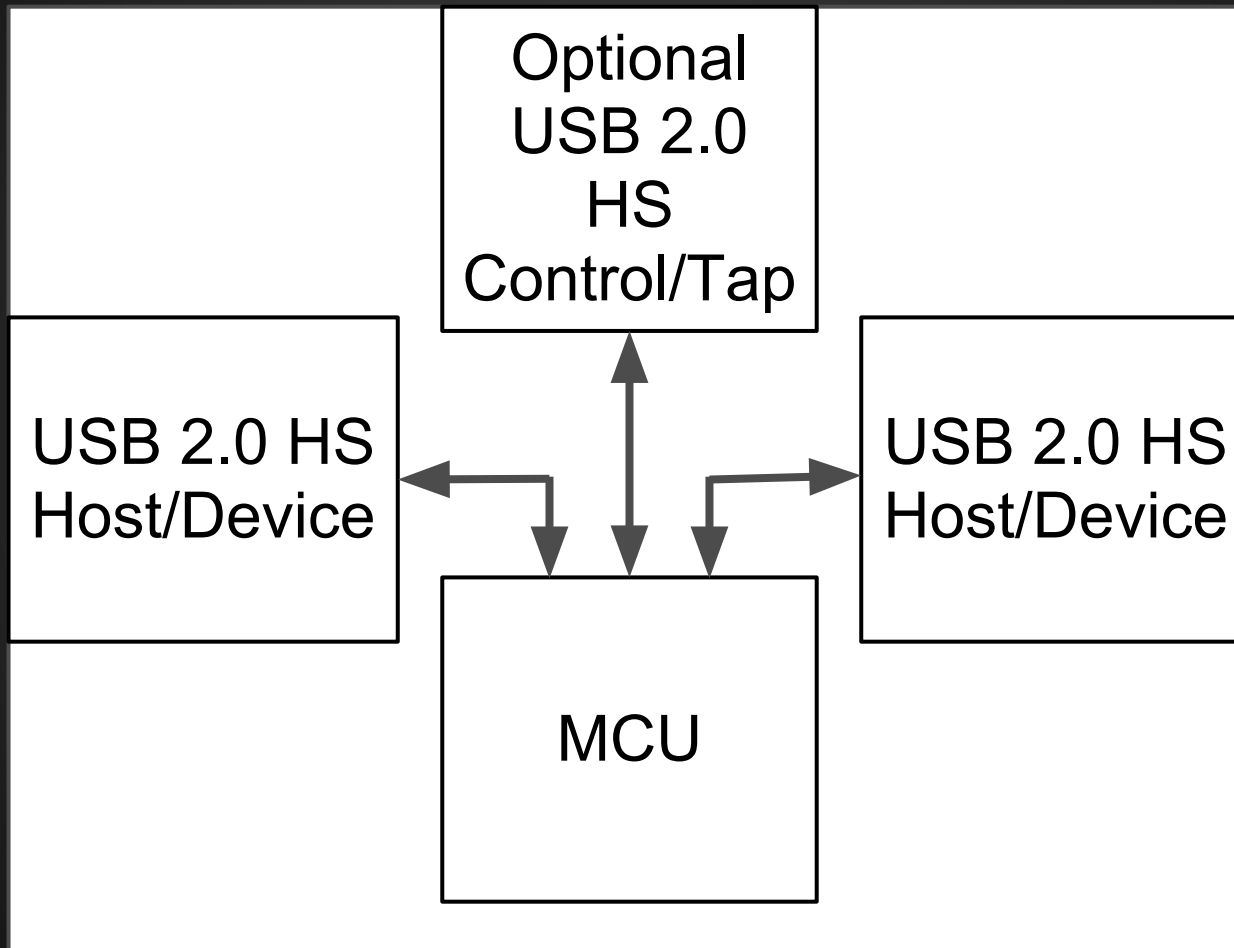 Optional
USB 2.0
HS
Control/Tap
USB 2.0 HS
Host/Device
USB 2.0 HS
Host/Device
MCU